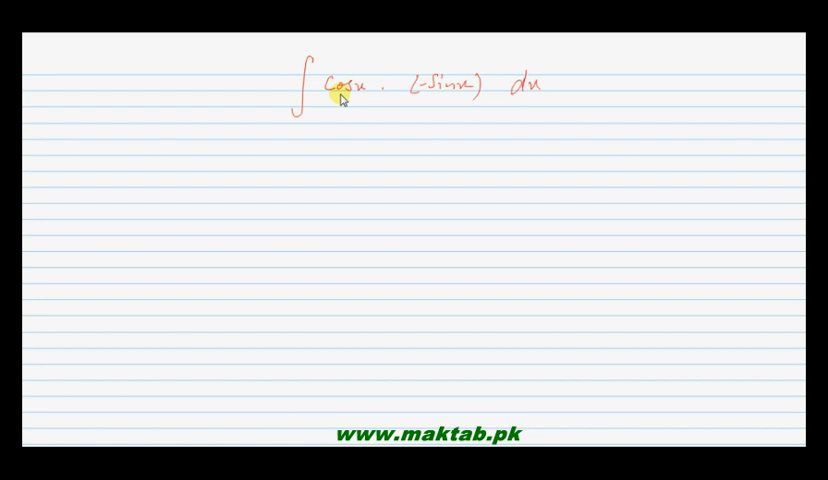 ∫ cosx . (-Sinx) dx
www.maktab.pk